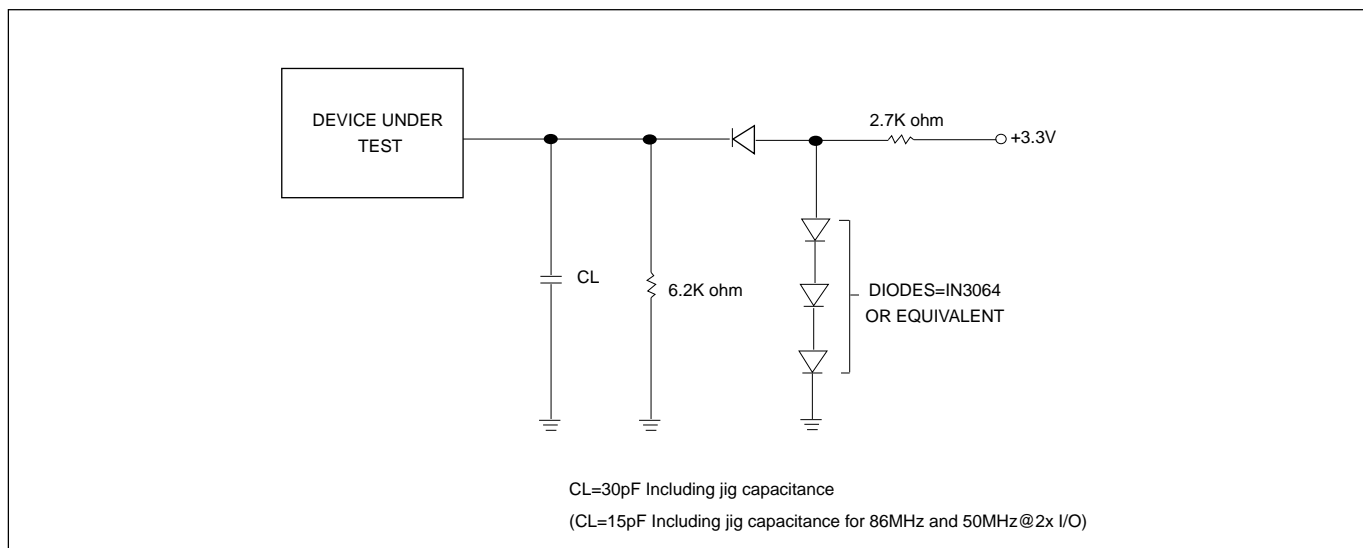 DEVICE UNDER
TEST
2.7K ohm
+3.3V
CL
6.2K ohm
DIODES=IN3064
OR EQUIVALENT
CL=30pF Including jig capacitance
(CL=15pF Including jig capacitance for 86MHz and 50MHz@2x I/O)